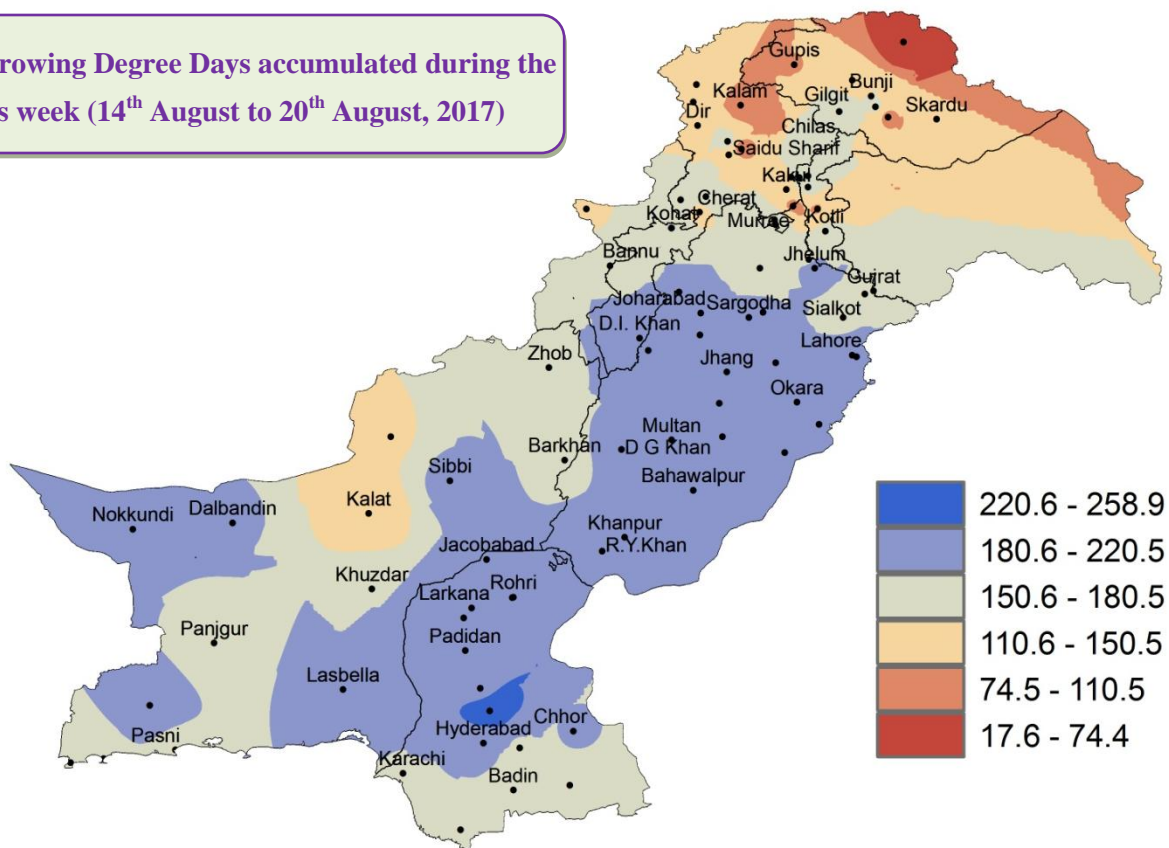 rowing Degree Days accumulated during the
s week (14th August to 20th August, 2017)
Gupis
Bunji
Kalam
Gilgit
Skardu
Dir
Chilas
Saidu Sharif
Cherat
Kohat
Murree
Kotli
Bannu
Jhelum
Gujrat
Joharabad
Sargodha
Sialkot
D.I. Khan
Lahore
Zhob
Jhang
Okara
Multan
Barkhan
D G Khan
Sibbi
Bahawalpur
Kalat
Nokkundi
Dalbandin
Khanpur
R.Y.Khan
Jacobabad
Khuzdar
Larkana
Rohri
Panjgur
Padidan
Lasbella
Pasni
Hyderabad
Chhor
Karachi
Badin
220.6 - 258.9
180.6 - 220.5
150.6 - 180.5
110.6 - 150.5
74.5 - 110.5
17.6 - 74.4